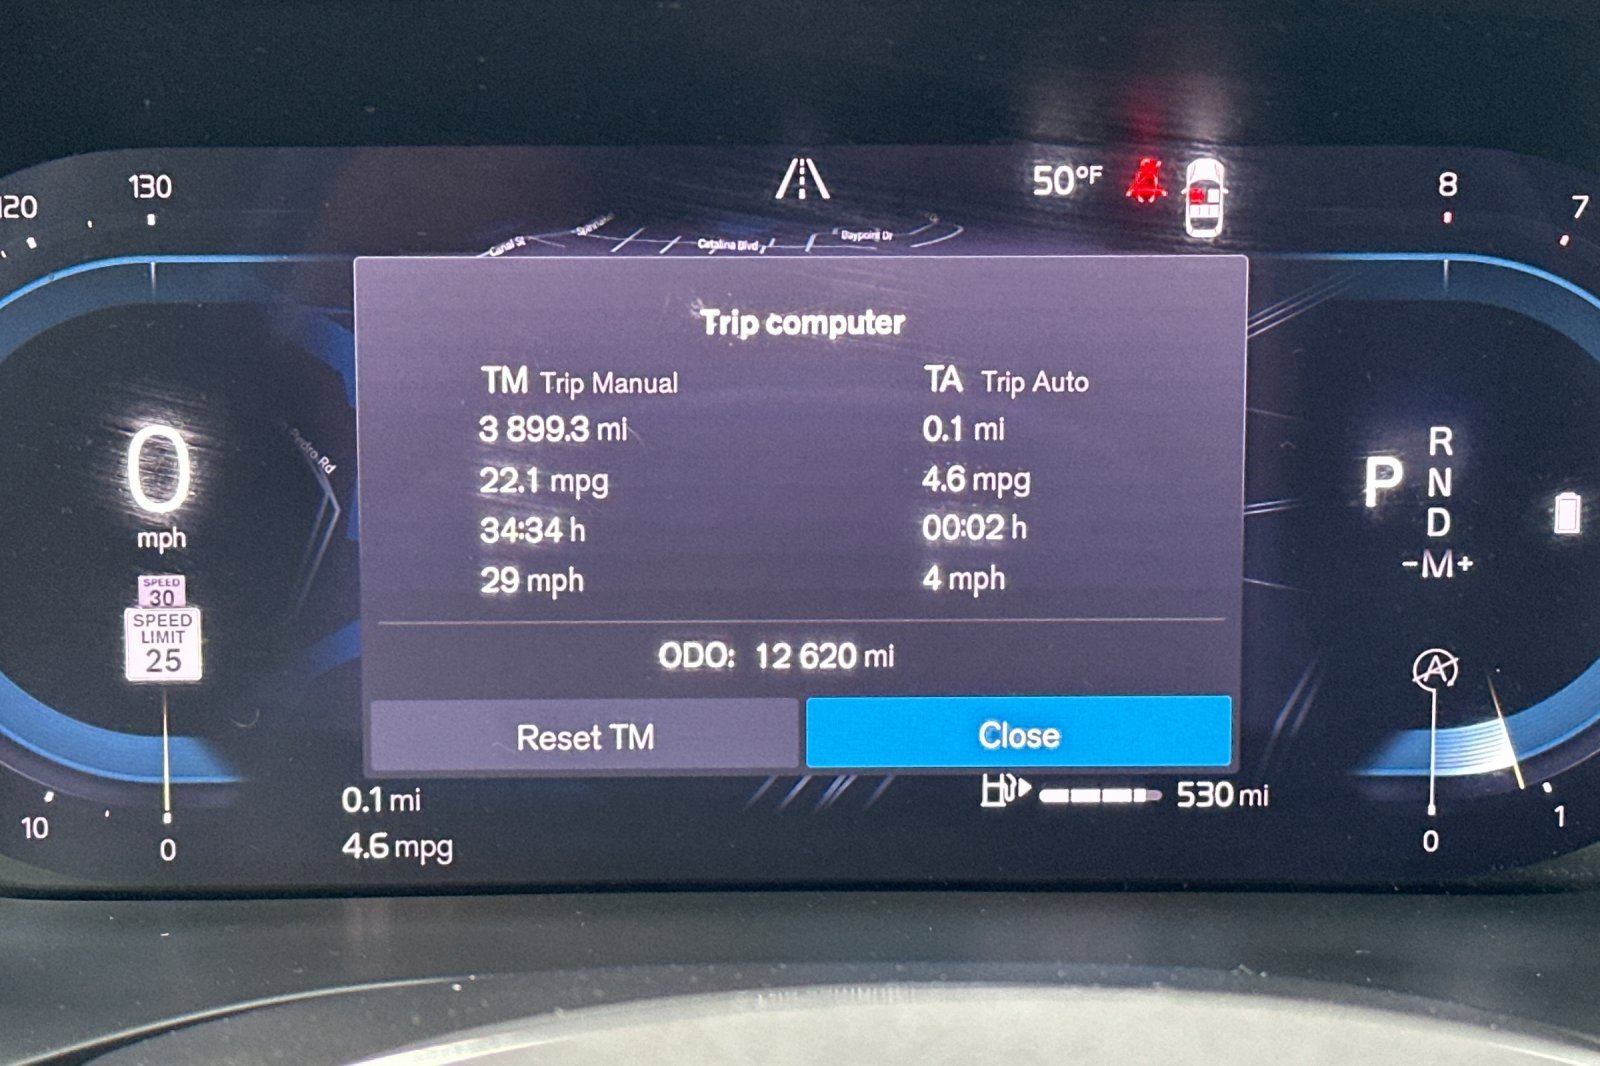 120
130
50°F
8
7
Canal St
Catalina Blvd
Baypoint Dr
Pedro Rd
Trip computer
TM Trip Manual
TA Trip Auto
3 899.3 mi
0.1 mi
22.1 mpg
4.6 mpg
34:34 h
00:02 h
29 mph
4 mph
ODO: 12 620 mi
Reset TM
Close
0
mph
SPEED
30
SPEED
LIMIT
25
P
R
N
D
-M+
A
10
0
0.1 mi
4.6 mpg
530 mi
0
1